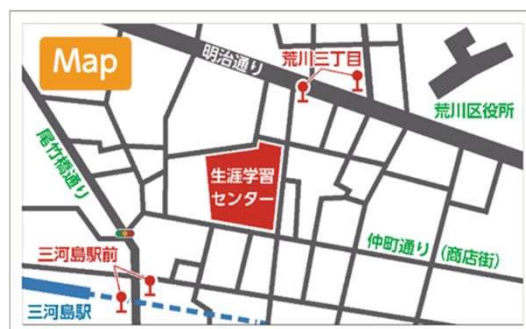 Map
明治通り
荒川三丁目
荒川区役所
尾竹橋通り
生涯学習
センター
仲町通り(商店街)
三河島駅前
三河島駅